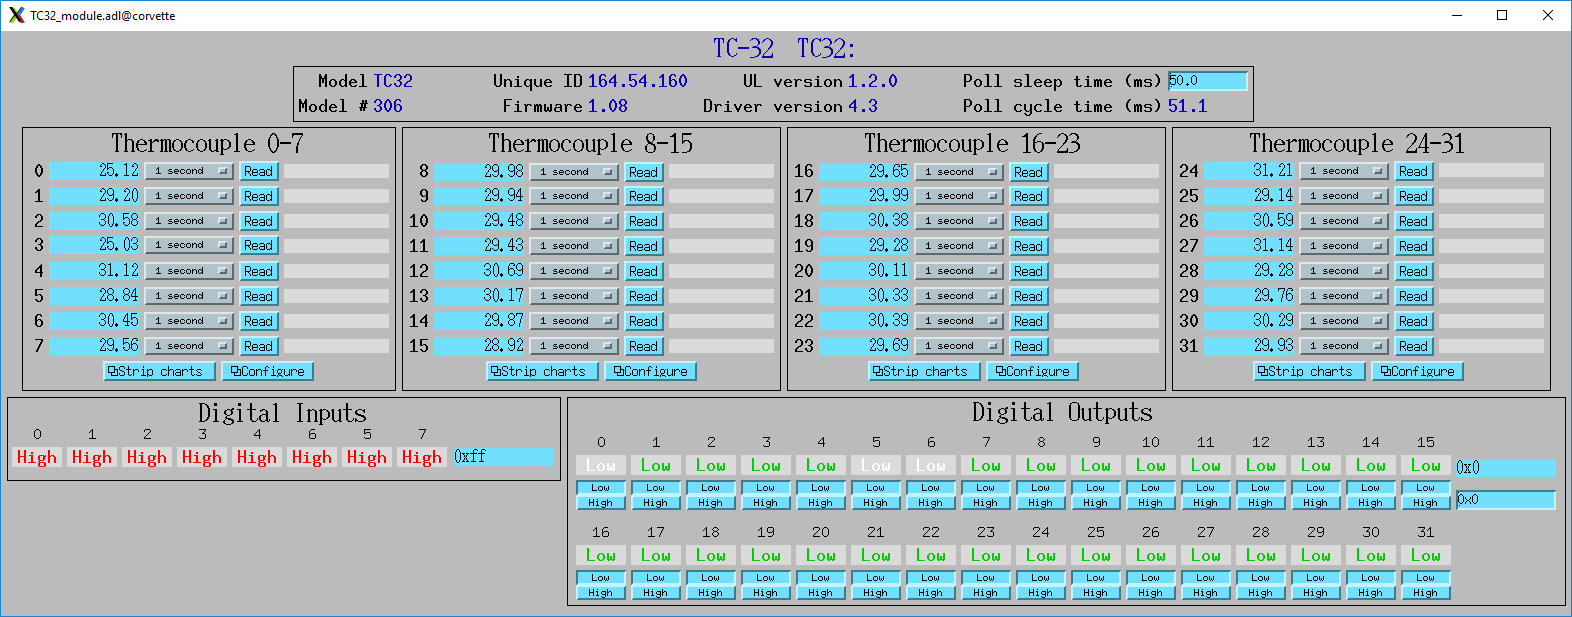 TC32_module.adl@corvette
TC-32 TC32:
Model TC32 Unique ID 164.54.160 UL version 1.2.0 Poll sleep time (ms) 50.0
Model # 306 Firmware 1.08 Driver version 4.3 Poll cycle time (ms) 51.1
Thermocouple 0-7
0 25.12 1 second Read
1 29.20 1 second Read
2 30.58 1 second Read
3 25.03 1 second Read
4 31.12 1 second Read
5 28.84 1 second Read
6 30.45 1 second Read
7 29.56 1 second Read
Strip charts Configure
Thermocouple 8-15
8 29.98 1 second Read
9 29.94 1 second Read
10 29.48 1 second Read
11 29.43 1 second Read
12 30.69 1 second Read
13 30.17 1 second Read
14 29.87 1 second Read
15 28.92 1 second Read
Strip charts Configure
Thermocouple 16-23
16 29.65 1 second Read
17 29.99 1 second Read
18 30.38 1 second Read
19 29.28 1 second Read
20 30.11 1 second Read
21 30.33 1 second Read
22 30.39 1 second Read
23 29.69 1 second Read
Strip charts Configure
Thermocouple 24-31
24 31.21 1 second Read
25 29.14 1 second Read
26 30.59 1 second Read
27 31.14 1 second Read
28 29.28 1 second Read
29 29.76 1 second Read
30 30.29 1 second Read
31 29.93 1 second Read
Strip charts Configure
Digital Inputs
0 1 2 3 4 6 5 7
High High High High High High High High 0xff
Digital Outputs
0 1 2 3 4 5 6 7 8 9 10 11 12 13 14 15
Low Low Low Low Low Low Low Low Low Low Low Low Low Low Low Low 0x0
Low Low Low Low Low Low Low Low Low Low Low Low Low Low Low Low
High High High High High High High High High High High High High High High High 0x0
16 17 18 19 20 21 22 23 24 25 26 27 28 29 30 31
Low Low Low Low Low Low Low Low Low Low Low Low Low Low Low Low
Low Low Low Low Low Low Low Low Low Low Low Low Low Low Low Low
High High High High High High High High High High High High High High High High